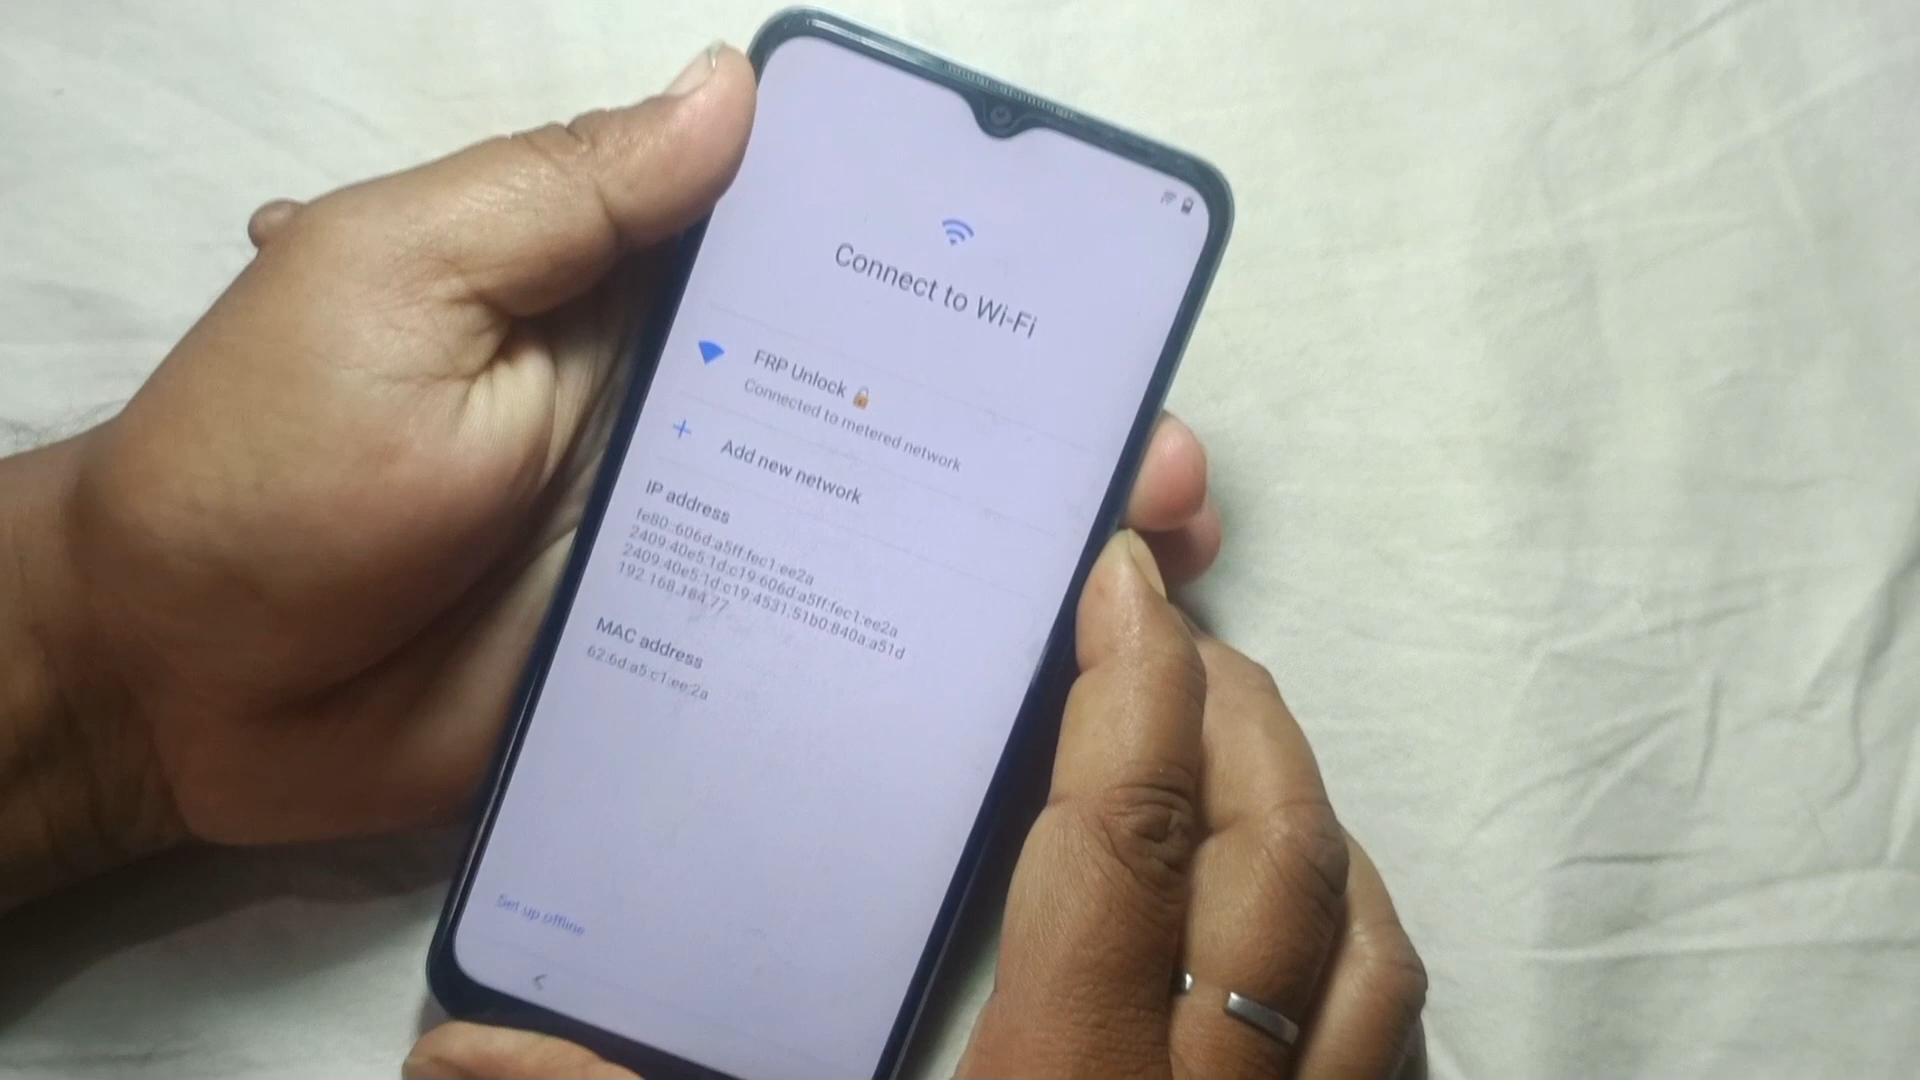 Connect to Wi-Fi
FRP Unlock 🔓
Connected to metered network
Add new network
IP address
fe80::606d:a5ff:fec1:ee2a
2409:40e5:1d:c19:606d:a5ff:fec1:ee2a
2409:40e5:1d:c19:4531:51b0:840a:a51d
192.168.184.77
MAC address
62:6d:a5:c1:ee:2a
Set up offline